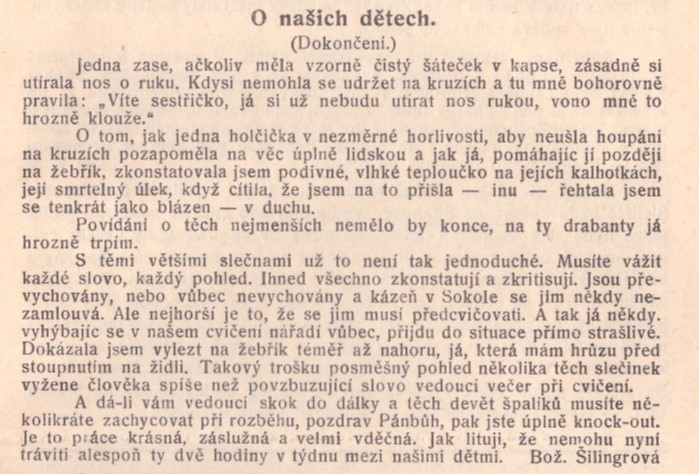 O našich dětech.
(Dokončení.)
Jedna zase, ačkoliv měla vzorně čistý šáteček v kapse, zásadně si
utírala nos o ruku. Kdysi nemohla se udržet na kruzích a tu mně bohorovně
pravila: „Víte sestřičko, já si už nebudu utírat nos rukou, vono mně to
hrozně klouže.“
O tom, jak jedna holčička v nezměrné horlivosti, aby neušla houpání
na kruzích pozapoměla na věc úplně lidskou a jak já, pomáhajíc jí později
na žebřík, zkonstatovala jsem podivné, vlhké teploučko na jejích kalhotkách,
její smrtelný úlek, když cítila, že jsem na to přišla — inu — řehtala jsem
se tenkrát jako blázen — v duchu.
Povídání o těch nejmenších nemělo by konce, na ty drabanty já
hrozně trpím.
S těmi většími slečnami už to není tak jednoduché. Musíte vážit
každé slovo, každý pohled. Ihned všechno zkonstatují a zkritisují. Jsou pře-
vychovány, nebo vůbec nevychovány a kázeň v Sokole se jim někdy ne-
zamlouvá. Ale nejhorší je to, že se jim musí předcvičovati. A tak já někdy.
vyhýbajíc se v našem cvičení nářadí vůbec, přijdu do situace přímo strašlivé.
Dokázala jsem vylezt na žebřík téměř až nahoru, já, která mám hrůzu před
stoupnutím na židli. Takový trošku posměšný pohled několika těch slečinek
vyžene člověka spíše než povzbuzující slovo vedoucí večer při cvičení.
A dá-li vám vedoucí skok do dálky a těch devět špalíků musíte ně-
kolikráte zachycovat při rozběhu, pozdrav Pánbůh, pak jste úplně knock-out.
Je to práce krásná, záslužná a velmi vděčná. Jak lituji, že nemohu nyní
tráviti alespoň ty dvě hodiny v týdnu mezi našimi dětmi. Bož. Šilingrová